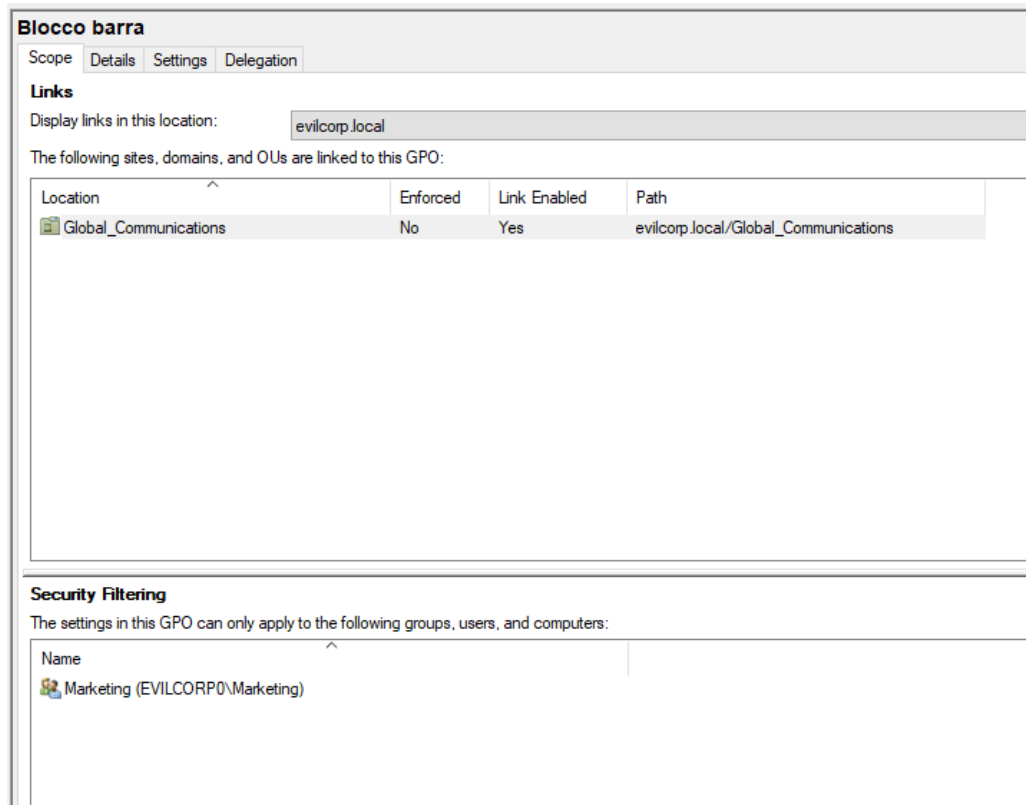 Blocco barra
Scope Details Settings Delegation
Links
Display links in this location: evilcorp.local
The following sites, domains, and OUs are linked to this GPO:
Location Enforced Link Enabled Path
Global_Communications No Yes evilcorp.local/Global_Communications
Security Filtering
The settings in this GPO can only apply to the following groups, users, and computers:
Name
Marketing (EVILCORP0\Marketing)